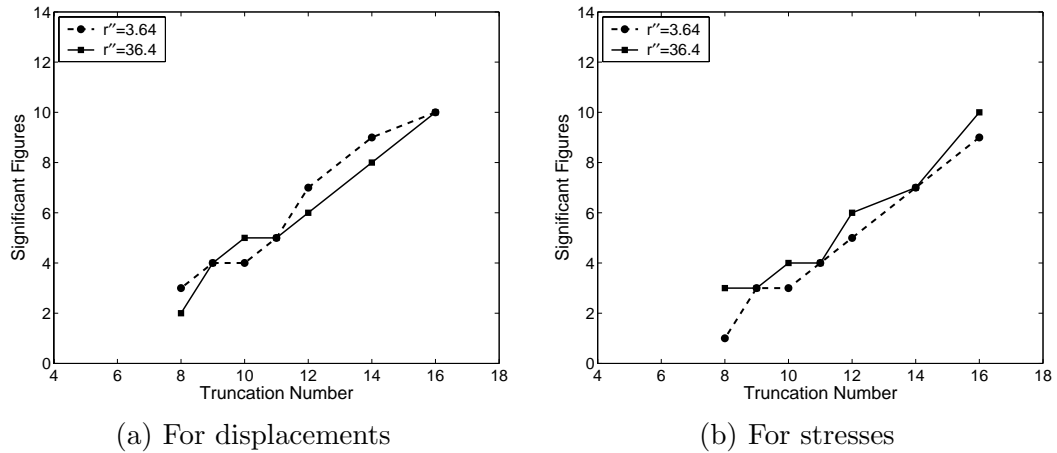 14
12
10
8
6
4
2
0
Significant Figures
r′′=3.64
r′′=36.4
4 6 8 10 12 14 16 18
Truncation Number
(a) For displacements
14
12
10
8
6
4
2
0
Significant Figures
r′′=3.64
r′′=36.4
4 6 8 10 12 14 16 18
Truncation Number
(b) For stresses